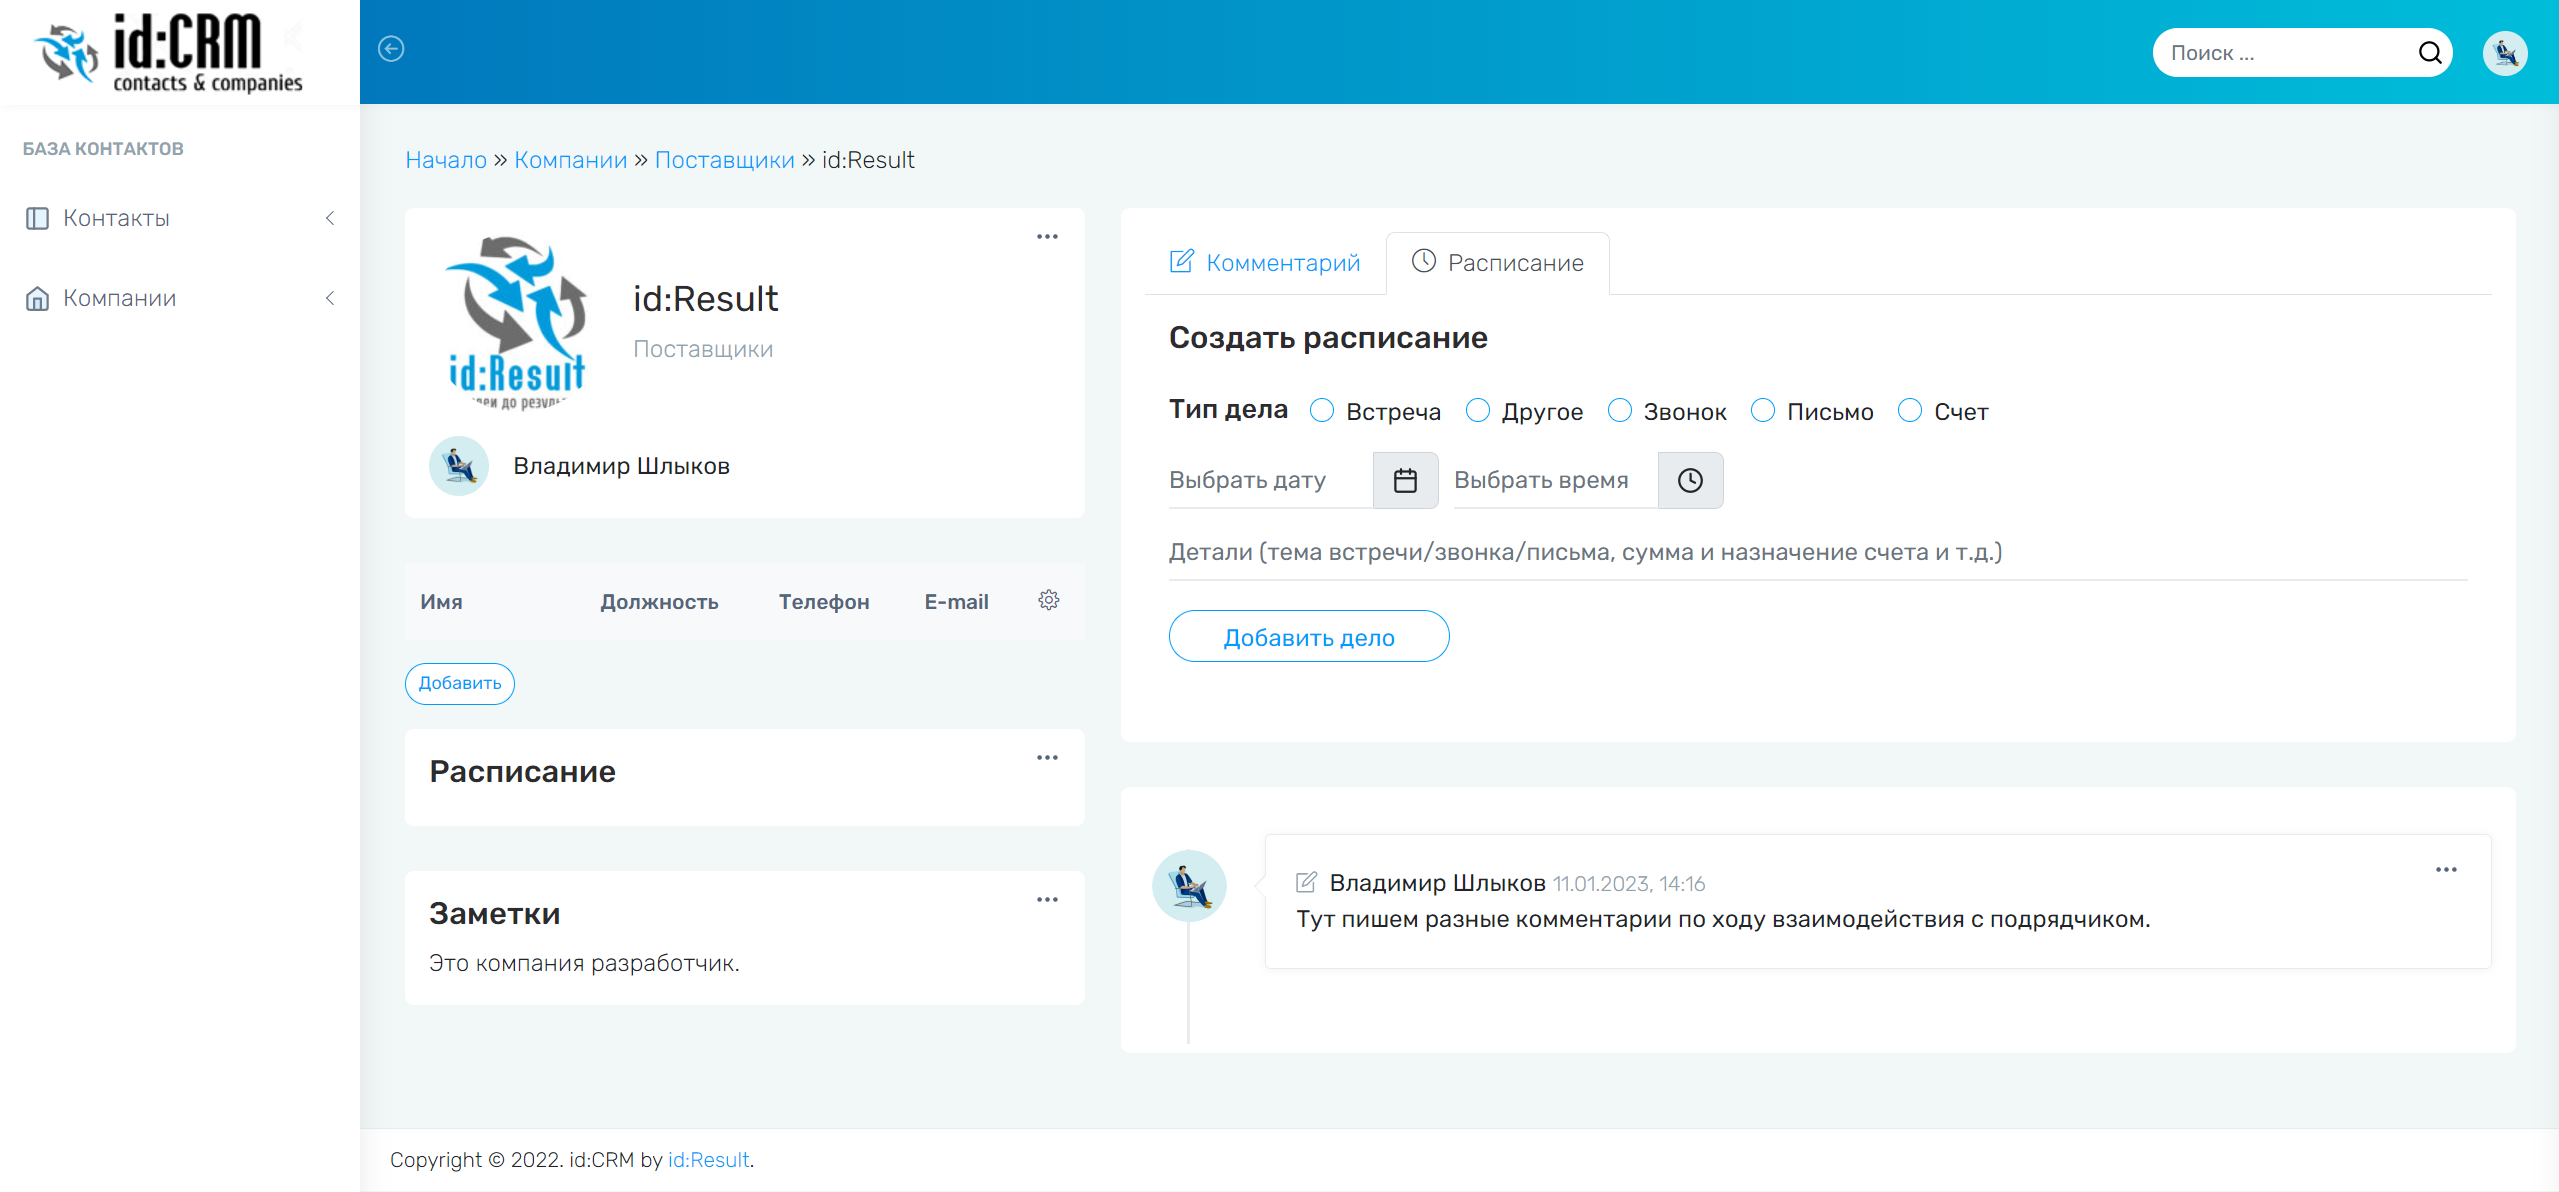 id:CRM
contacts & companies
Поиск ...
БАЗА КОНТАКТОВ
Контакты
Компании
Начало » Компании » Поставщики » id:Result
id:Result
id:Result
Поставщики
Владимир Шлыков
Имя Должность Телефон E-mail
Добавить
Расписание
Заметки
Это компания разработчик.
Комментарий Расписание
Создать расписание
Тип дела Встреча Другое Звонок Письмо Счет
Выбрать дату Выбрать время
Детали (тема встречи/звонка/письма, сумма и назначение счета и т.д.)
Добавить дело
Владимир Шлыков 11.01.2023, 14:16
Тут пишем разные комментарии по ходу взаимодействия с подрядчиком.
Copyright © 2022. id:CRM by id:Result.